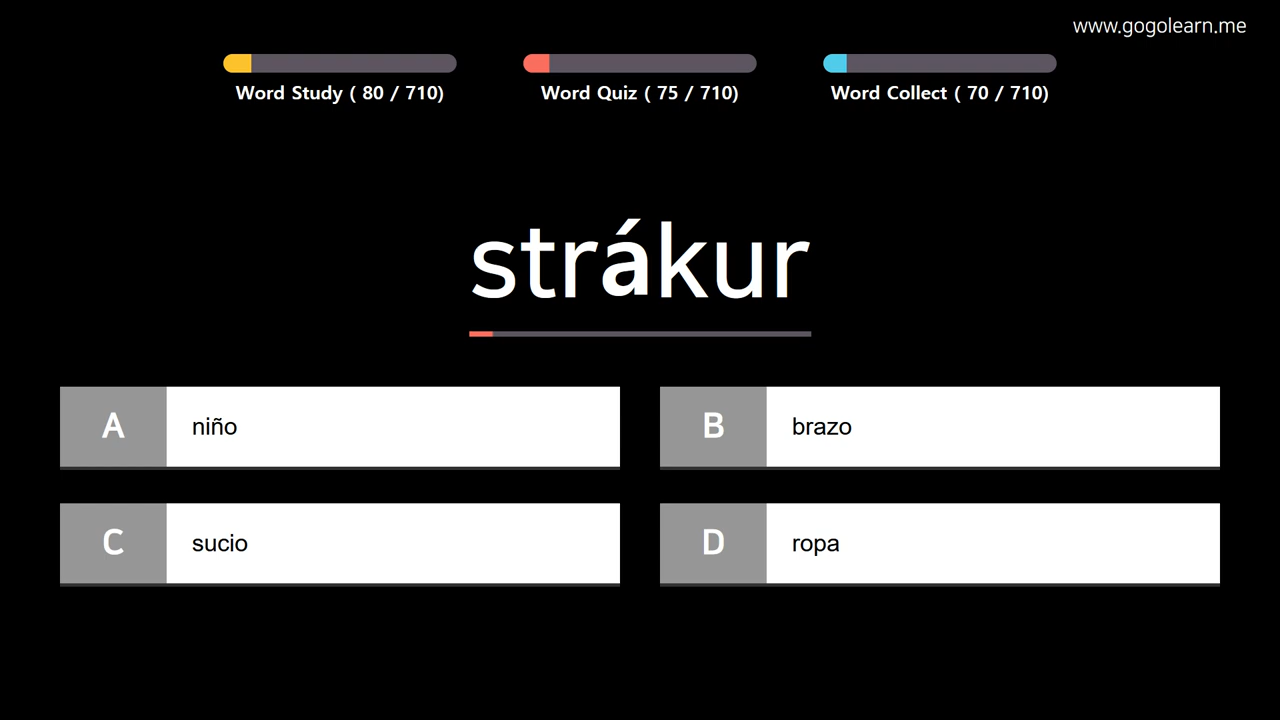 www.gogolearn.me
Word Study ( 80 / 710)
Word Quiz ( 75 / 710)
Word Collect ( 70 / 710)
strákur
A niño
B brazo
C sucio
D ropa